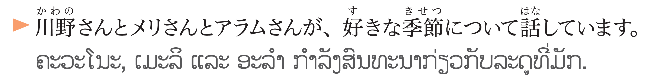 川野さんとメリさんとアラムさんが、好きな季節について話しています。
ຄະວະໂນະ, ເມະລິ ແລະ ອະລຳ ກຳລັງສົນທະນາກ່ຽວກັບລະດູທີ່ມັກ.